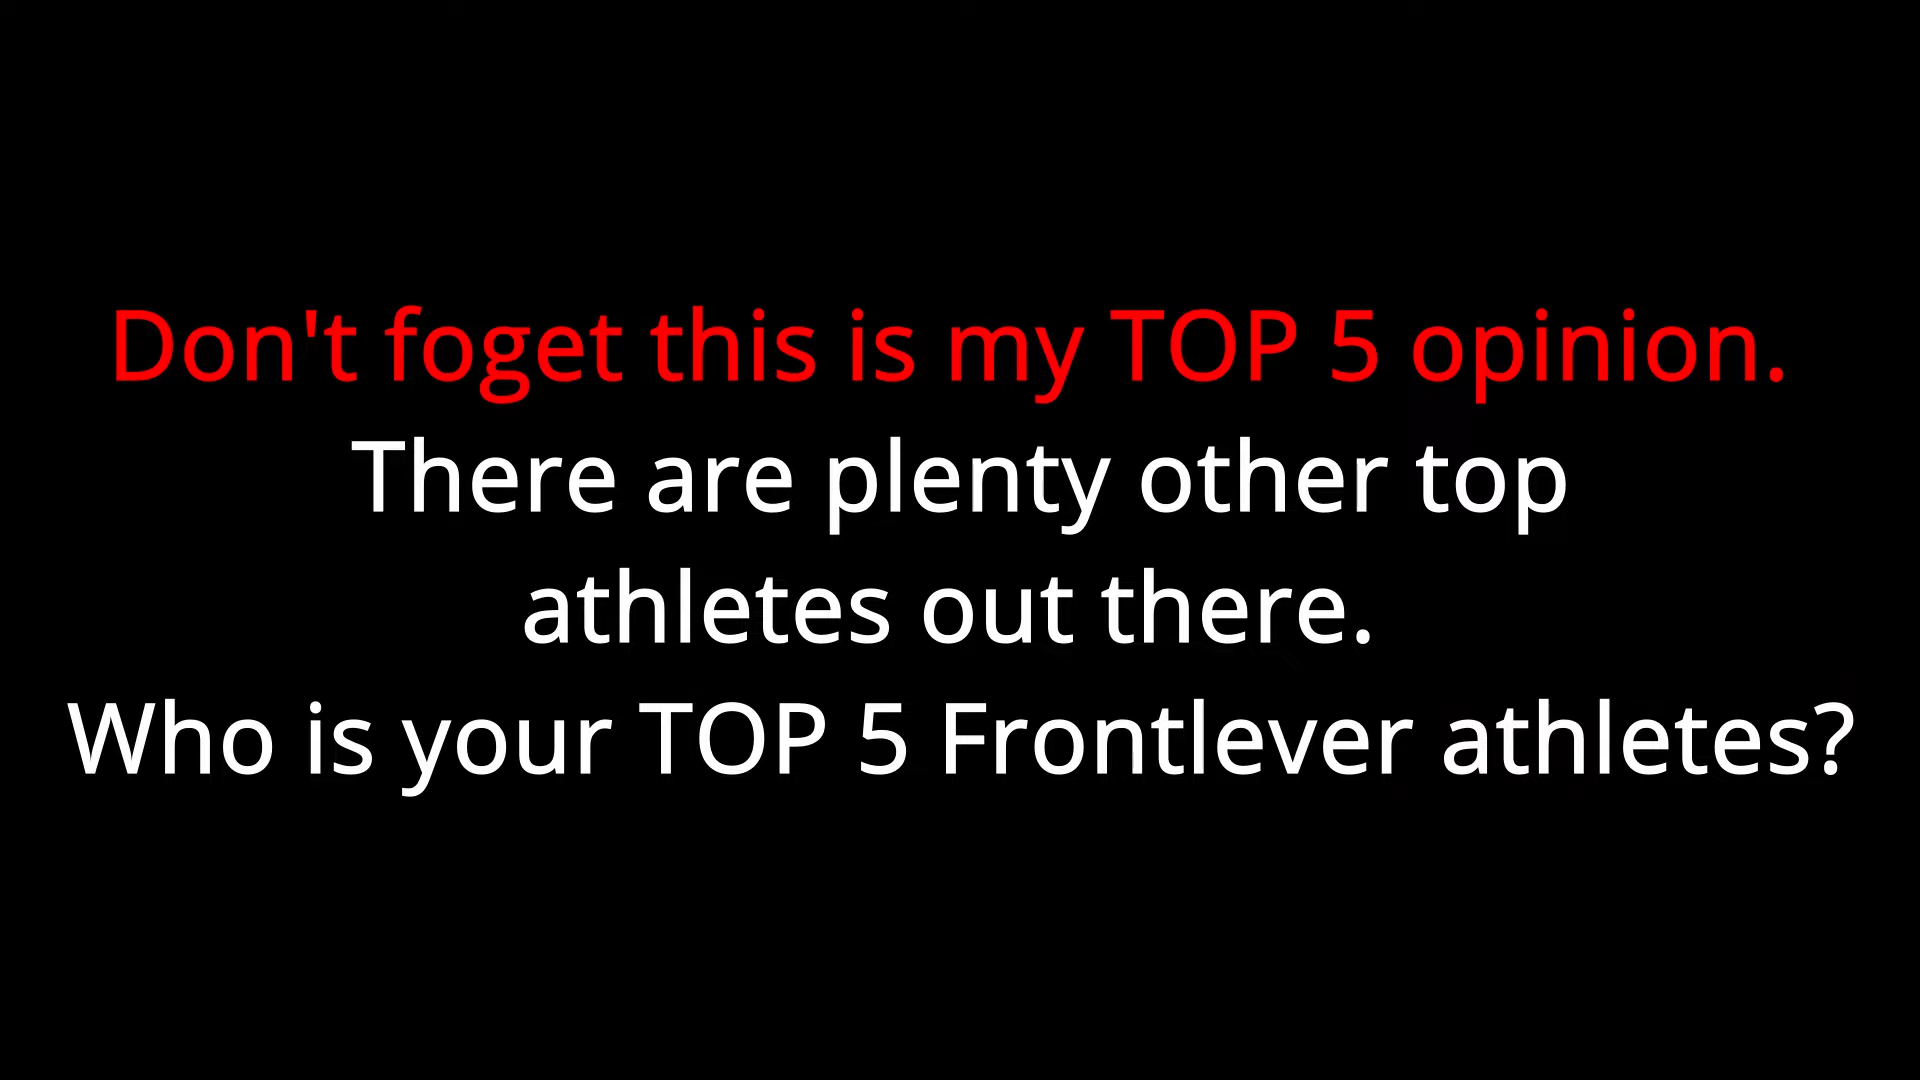 Don't foget this is my TOP 5 opinion.
There are plenty other top
athletes out there.
Who is your TOP 5 Frontlever athletes?